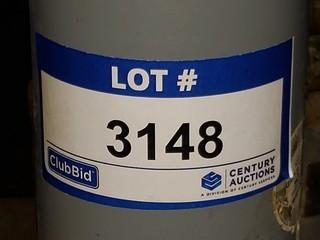 LOT #
3148
ClubBid
CENTURY
AUCTIONS
A DIVISION OF CENTURY SERVICES